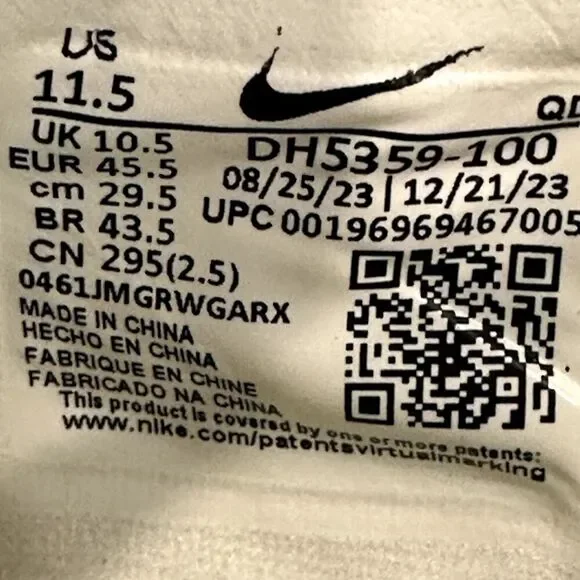 US
11.5
QD
UK 10.5
EUR 45.5
cm 29.5
BR 43.5
CN 295(2.5)
DH5359-100
08/25/23 | 12/21/23
UPC 00196969467005
0461JMGRWGARX
MADE IN CHINA
HECHO EN CHINA
FABRIQUE EN CHINE
FABRICADO NA CHINA
This product is covered by one or more patents:
www.nike.com/patentsvirtualmarking